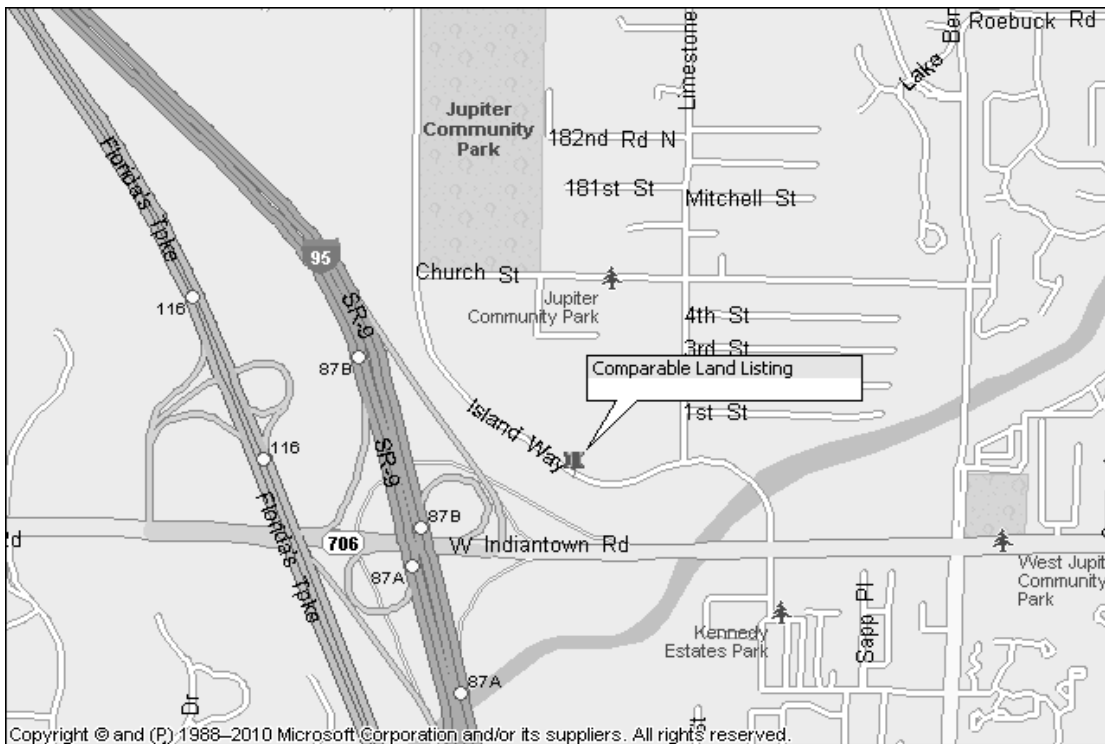 Roebuck Rd
Lake Ber
Limestone
Jupiter
Community
Park
182nd Rd N
181st St
Mitchell St
Florida's Tpke
95
SR-9
Church St
Jupiter
Community Park
116
4th St
3rd St
87B
Comparable Land Listing
1st St
Island Way
SR-9
116
Florida's Tpke
87B
706
W Indiantown Rd
Rd
87A
West Jupit
Community
Park
Kennedy
Estates Park
Sapp Pl
87A
Dr
st
Copyright © and (P) 1988–2010 Microsoft Corporation and/or its suppliers. All rights reserved.